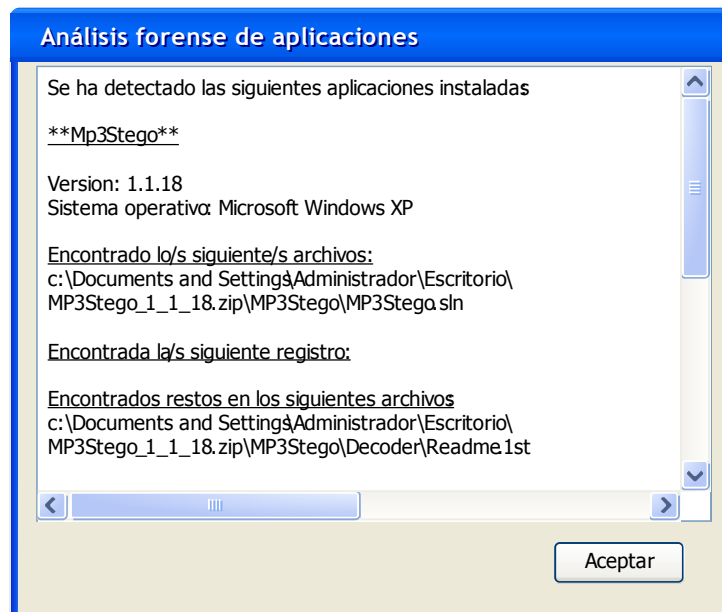 Análisis forense de aplicaciones
Se ha detectado las siguientes aplicaciones instaladas
**Mp3Stego**
Version: 1.1.18
Sistema operativo: Microsoft Windows XP
Encontrado lo/s siguiente/s archivos:
c:\Documents and Settings\Administrador\Escritorio\
MP3Stego_1_1_18.zip\MP3Stego\MP3Stego.sln
Encontrada la/s siguiente registro:
Encontrados restos en los siguientes archivos
c:\Documents and Settings\Administrador\Escritorio\
MP3Stego_1_1_18.zip\MP3Stego\Decoder\Readme.1st
Aceptar